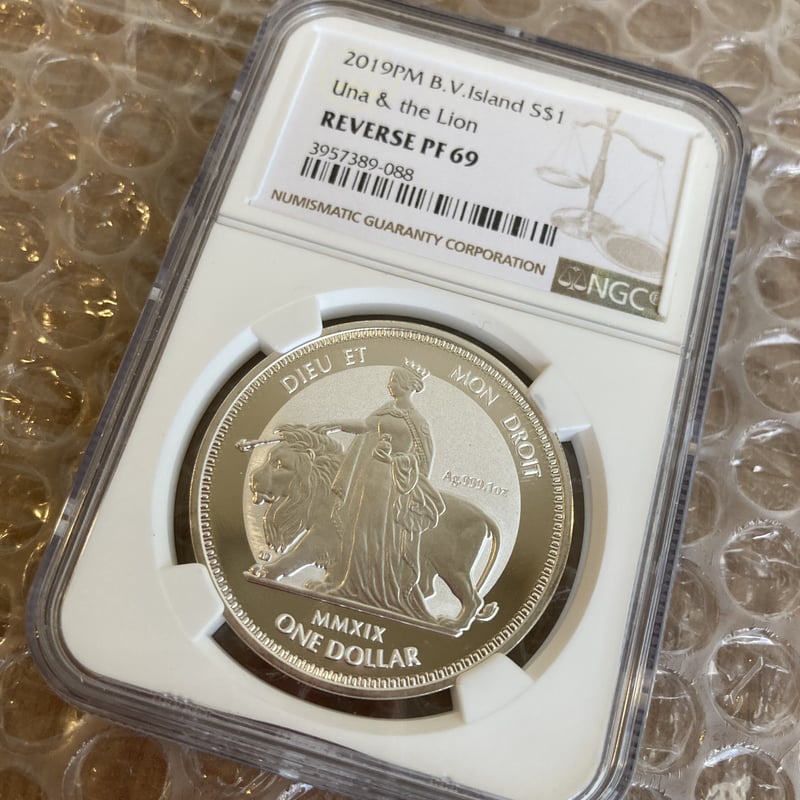 2019PM B.V.Island S$1
Una & the Lion
REVERSE PF 69
3957389-088
NUMISMATIC GUARANTY CORPORATION
NGC
DIEU ET MON DROIT
Ag.999.1oz
MMXIX
ONE DOLLAR